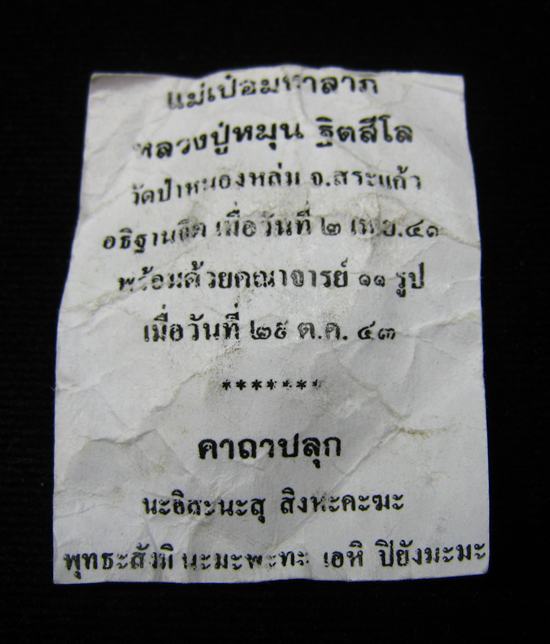 แม่เป๋อมหาลาภ
หลวงปู่หมุน ฐิตสีโล
วัดป่าหนองหล่ม จ.สระแก้ว
อธิฐานจิต เมื่อวันที่ ๒ เม.ย.๔๑
พร้อมด้วยคณาจารย์ ๑๑ รูป
เมื่อวันที่ ๒๙ ต.ค. ๔๓
*******
คาถาปลุก
นะอิสะนะสุ สิงหะคะฆะ
พุทธะสังมิ นะมะพะทะ เอหิ ปิยังมะมะ